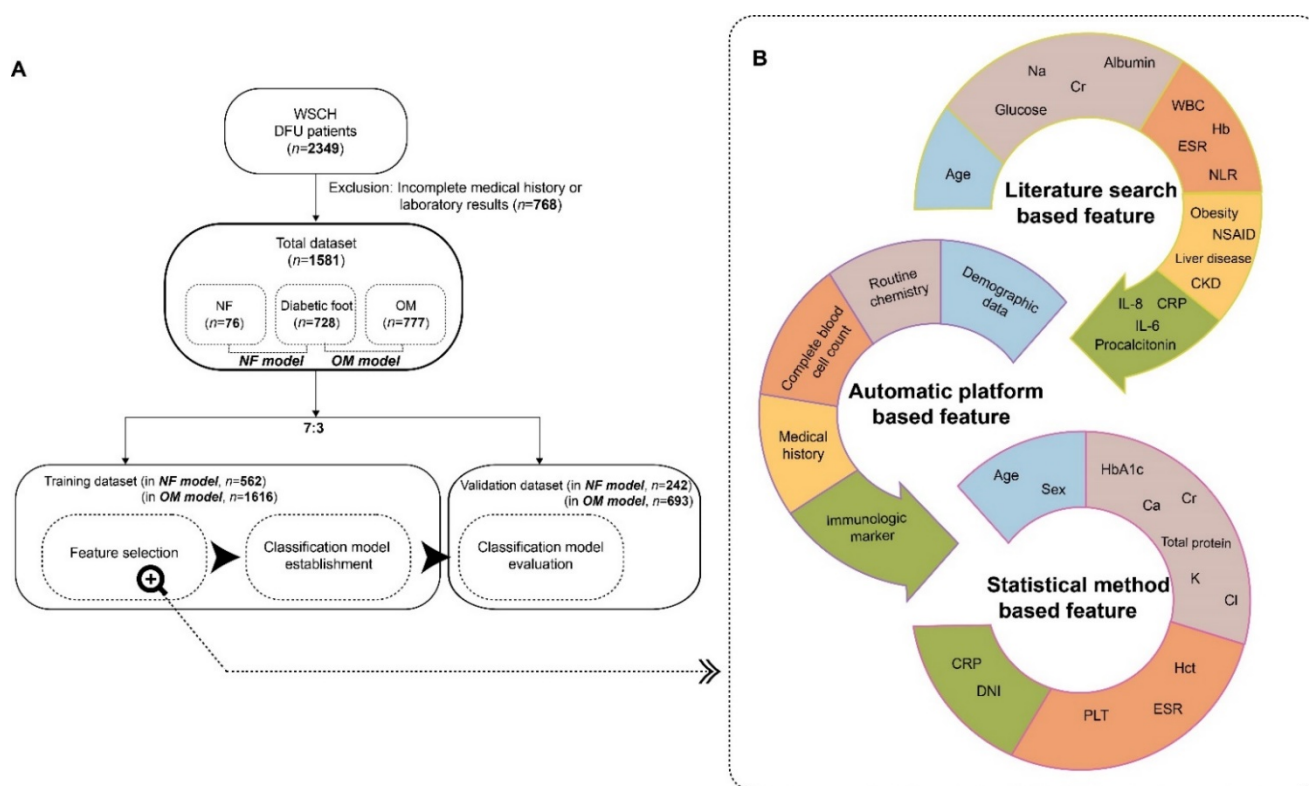 A
WSCH
DFU patients
(n=2349)
Exclusion: Incomplete medical history or
laboratory results (n=768)
Total dataset
(n=1581)
NF
(n=76)
Diabetic foot
(n=728)
OM
(n=777)
NF model
OM model
7:3
Training dataset (in NF model, n=562)
(in OM model, n=1616)
Feature selection
Classification model
establishment
Validation dataset (in NF model, n=242)
(in OM model, n=693)
Classification model
evaluation
B
Age
Glucose
Na
Cr
Albumin
WBC
Hb
ESR
NLR
Obesity
NSAID
Liver disease
CKD
IL-8
CRP
IL-6
Procalcitonin
Literature search
based feature
Demographic
data
Routine
chemistry
Complete blood
cell count
Medical
history
Immunologic
marker
Automatic platform
based feature
Age
Sex
HbA1c
Ca
Cr
Total protein
K
Cl
Hct
ESR
PLT
CRP
DNI
Statistical method
based feature